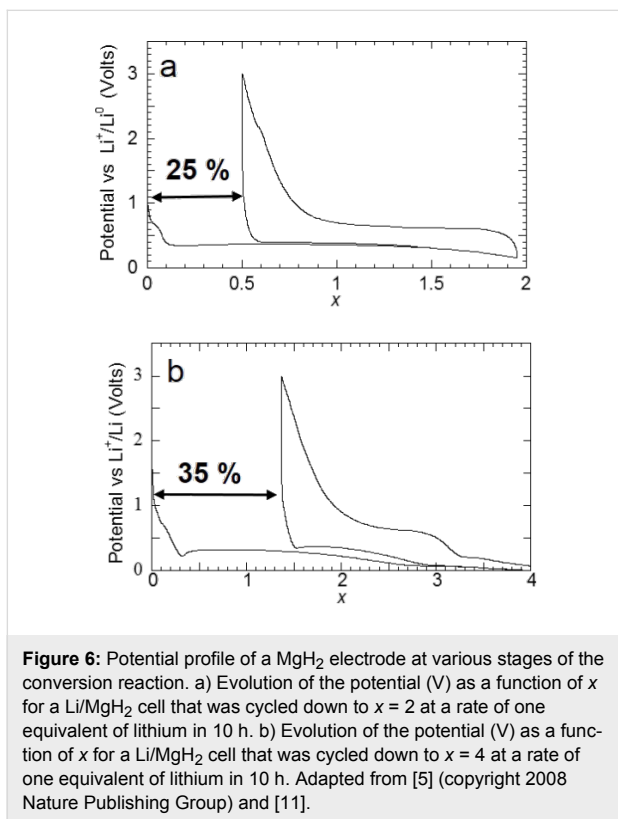 a
Potential vs Li⁺/Li⁰ (Volts)
3
2
1
0
25 %
0 0.5 1 1.5 2
x
b
Potential vs Li⁺/Li (Volts)
3
2
1
0
35 %
0 1 2 3 4
x
Figure 6: Potential profile of a MgH₂ electrode at various stages of the
conversion reaction. a) Evolution of the potential (V) as a function of x
for a Li/MgH₂ cell that was cycled down to x = 2 at a rate of one
equivalent of lithium in 10 h. b) Evolution of the potential (V) as a func-
tion of x for a Li/MgH₂ cell that was cycled down to x = 4 at a rate of
one equivalent of lithium in 10 h. Adapted from [5] (copyright 2008
Nature Publishing Group) and [11].